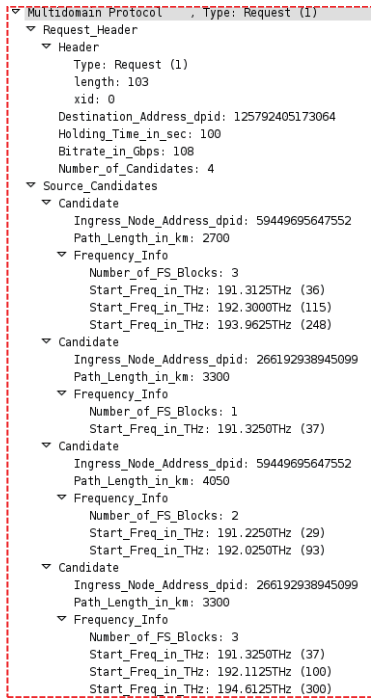 Multidomain Protocol , Type: Request (1)
Request_Header
Header
Type: Request (1)
length: 103
xid: 0
Destination_Address_dpid: 125792405173064
Holding_Time_in_sec: 100
Bitrate_in_Gbps: 108
Number_of_Candidates: 4
Source_Candidates
Candidate
Ingress_Node_Address_dpid: 59449695647552
Path_Length_in_km: 2700
Frequency_Info
Number_of_FS_Blocks: 3
Start_Freq_in_THz: 191.3125THz (36)
Start_Freq_in_THz: 192.3000THz (115)
Start_Freq_in_THz: 193.9625THz (248)
Candidate
Ingress_Node_Address_dpid: 266192938945099
Path_Length_in_km: 3300
Frequency_Info
Number_of_FS_Blocks: 1
Start_Freq_in_THz: 191.3250THz (37)
Candidate
Ingress_Node_Address_dpid: 59449695647552
Path_Length_in_km: 4050
Frequency_Info
Number_of_FS_Blocks: 2
Start_Freq_in_THz: 191.2250THz (29)
Start_Freq_in_THz: 192.0250THz (93)
Candidate
Ingress_Node_Address_dpid: 266192938945099
Path_Length_in_km: 3300
Frequency_Info
Number_of_FS_Blocks: 3
Start_Freq_in_THz: 191.3250THz (37)
Start_Freq_in_THz: 192.1125THz (100)
Start_Freq_in_THz: 194.6125THz (300)